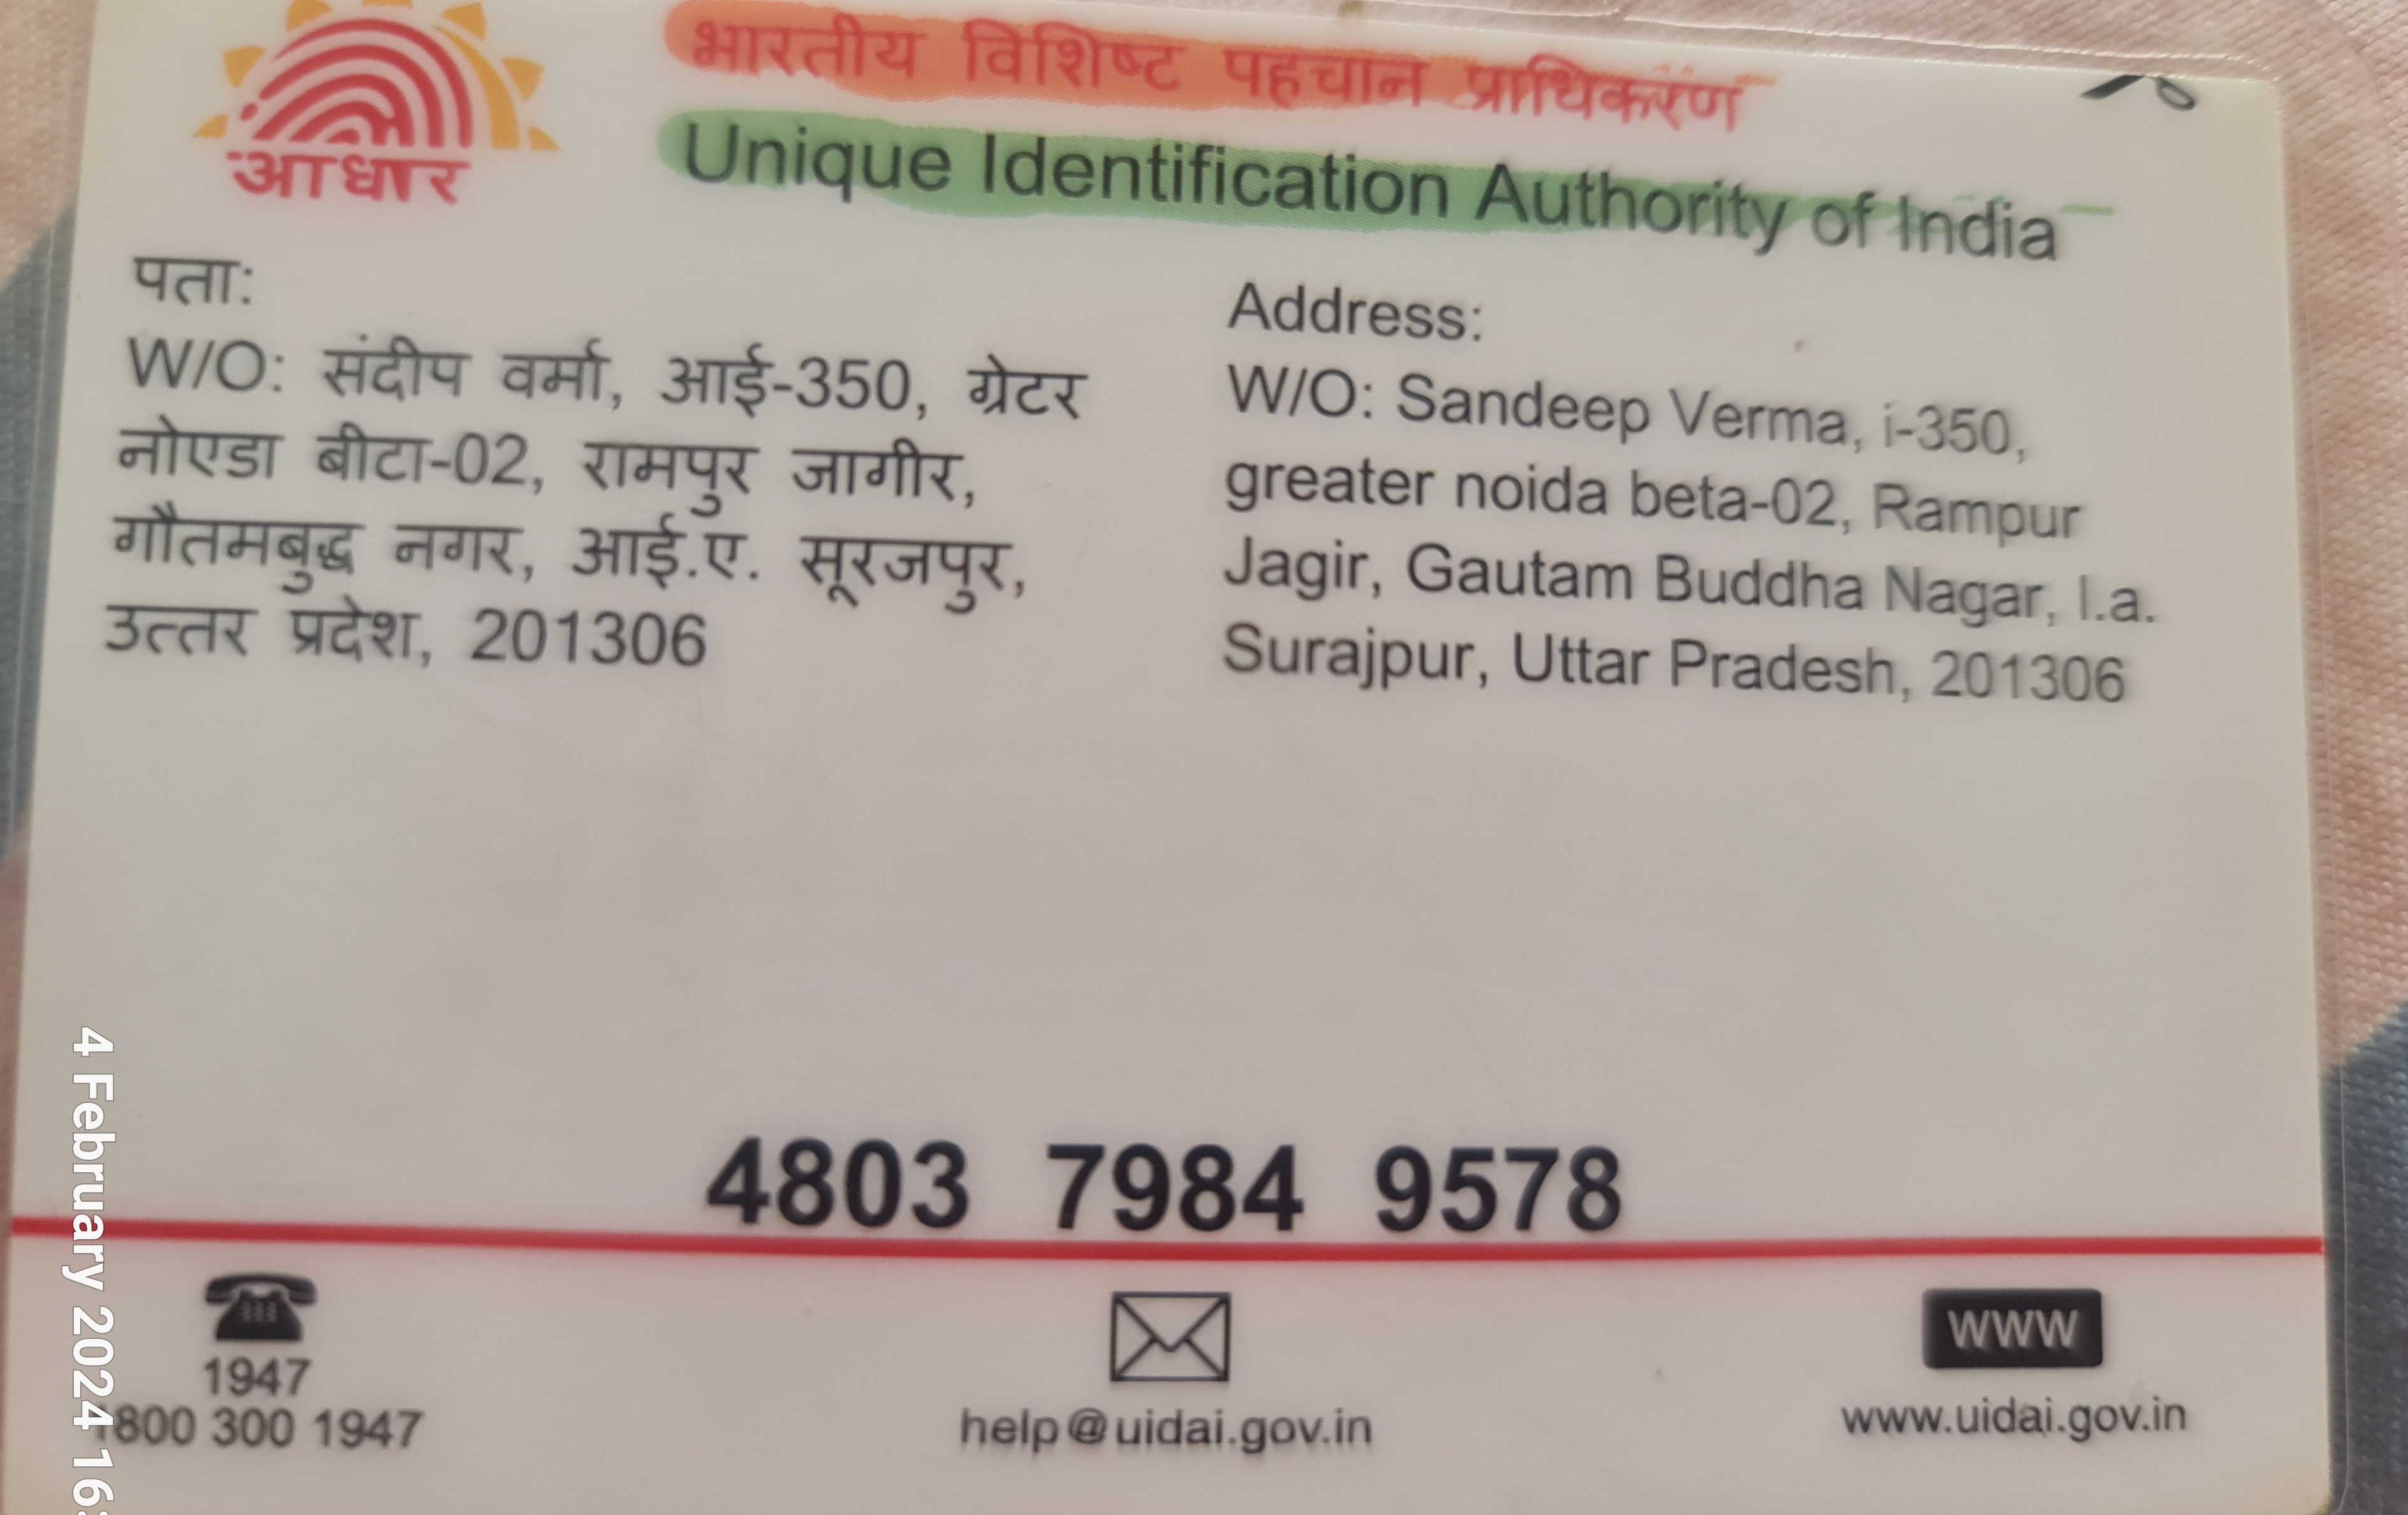 आधार
भारतीय विशिष्ट पहचान प्राधिकरण
Unique Identification Authority of India
पता:
W/O: संदीप वर्मा, आई-350, ग्रेटर
नोएडा बीटा-02, रामपुर जागीर,
गौतमबुद्ध नगर, आई.ए. सूरजपुर,
उत्तर प्रदेश, 201306
Address:
W/O: Sandeep Verma, i-350,
greater noida beta-02, Rampur
Jagir, Gautam Buddha Nagar, I.a.
Surajpur, Uttar Pradesh, 201306
4803 7984 9578
1947
1800 300 1947
help@uidai.gov.in
www
www.uidai.gov.in
4 February 2024 16: